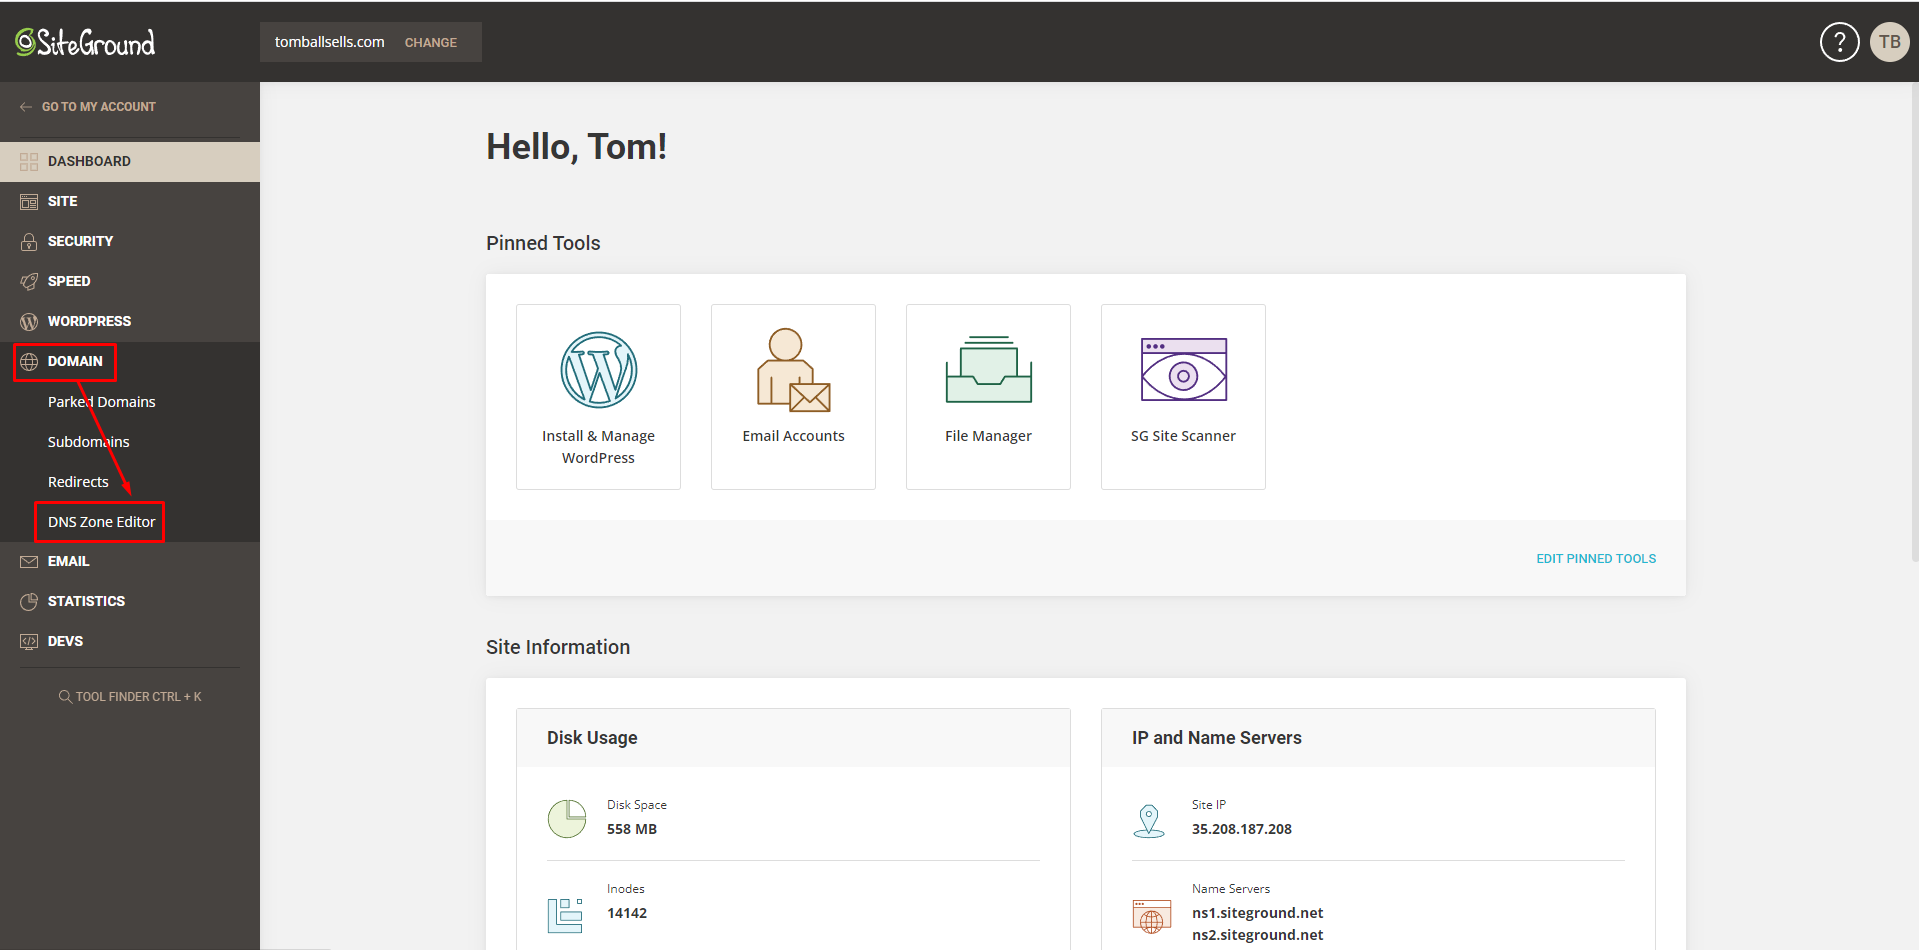 SiteGround
tombal​lsells.com CHANGE
?
TB
GO TO MY ACCOUNT
DASHBOARD
SITE
SECURITY
SPEED
WORDPRESS
DOMAIN
Parked Domains
Subdomains
Redirects
DNS Zone Editor
EMAIL
STATISTICS
DEVS
TOOL FINDER CTRL + K
Hello, Tom!
Pinned Tools
Install & Manage
WordPress
Email Accounts
File Manager
SG Site Scanner
EDIT PINNED TOOLS
Site Information
Disk Usage
Disk Space
558 MB
Inodes
14142
IP and Name Servers
Site IP
35.208.187.208
Name Servers
ns1.siteground.net
ns2.siteground.net